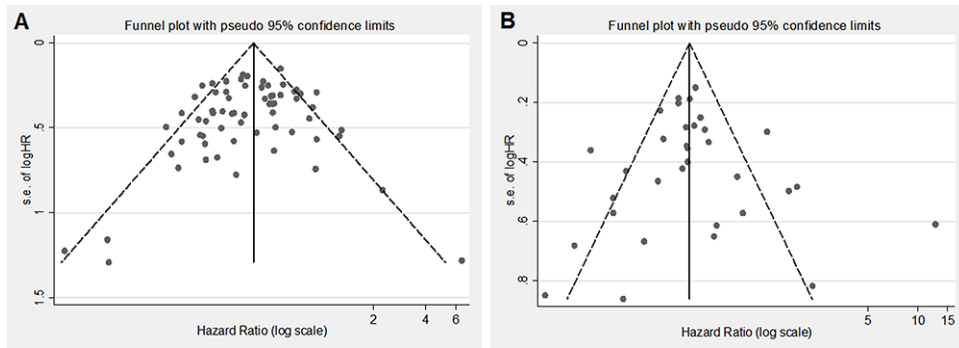 A
Funnel plot with pseudo 95% confidence limits
s.e. of logHR
0
.5
1
1.5
2 4 6
Hazard Ratio (log scale)
B
Funnel plot with pseudo 95% confidence limits
s.e. of logHR
0
.2
.4
.6
.8
5 10 15
Hazard Ratio (log scale)